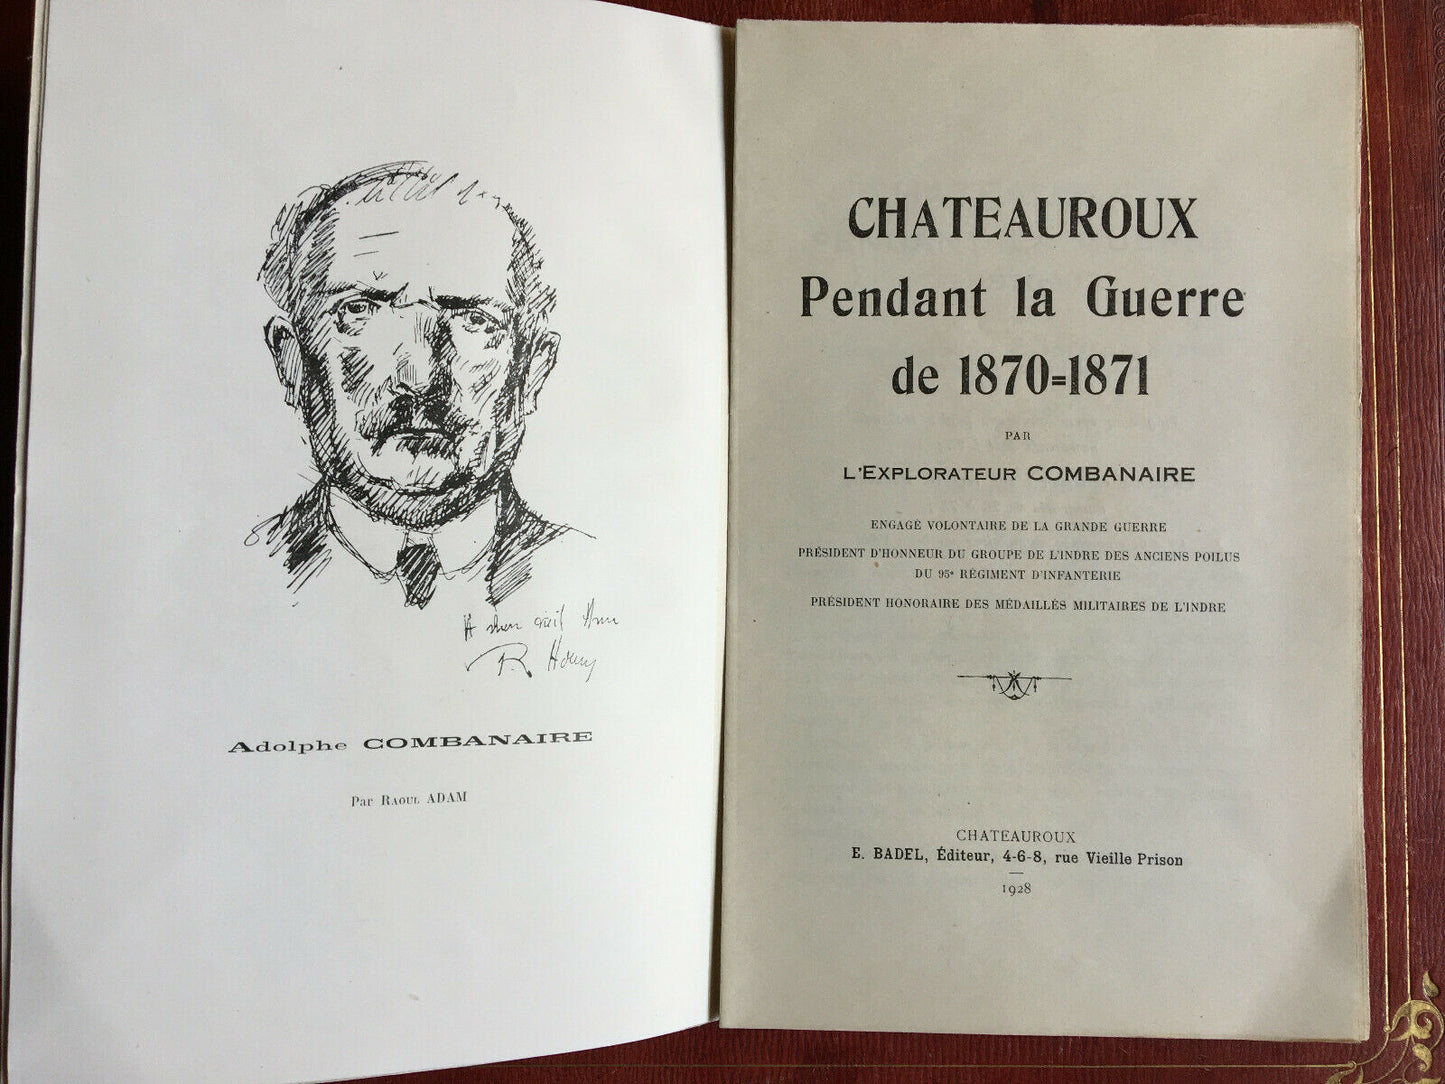 A mon
R.
Adolphe COMBANAIRE
Par RAOUL ADAM
CHATEAUROUX
Pendant la Guerre
de 1870=1871
PAR
L'EXPLORATEUR COMBANAIRE
ENGAGÉ VOLONTAIRE DE LA GRANDE GUERRE
PRÉSIDENT D'HONNEUR DU GROUPE DE L'INDRE DES ANCIENS POILUS
DU 95e RÉGIMENT D'INFANTERIE
PRÉSIDENT HONORAIRE DES MÉDAILLÉS MILITAIRES DE L'INDRE
CHATEAUROUX
E. BADEL, Éditeur, 4-6-8, rue Vieille Prison
1928